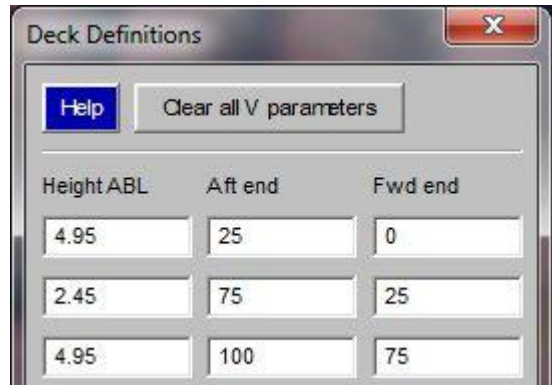 Deck Definitions X
Help Clear all V parameters
Height ABL Aft end Fwd end
4.95 25 0
2.45 75 25
4.95 100 75